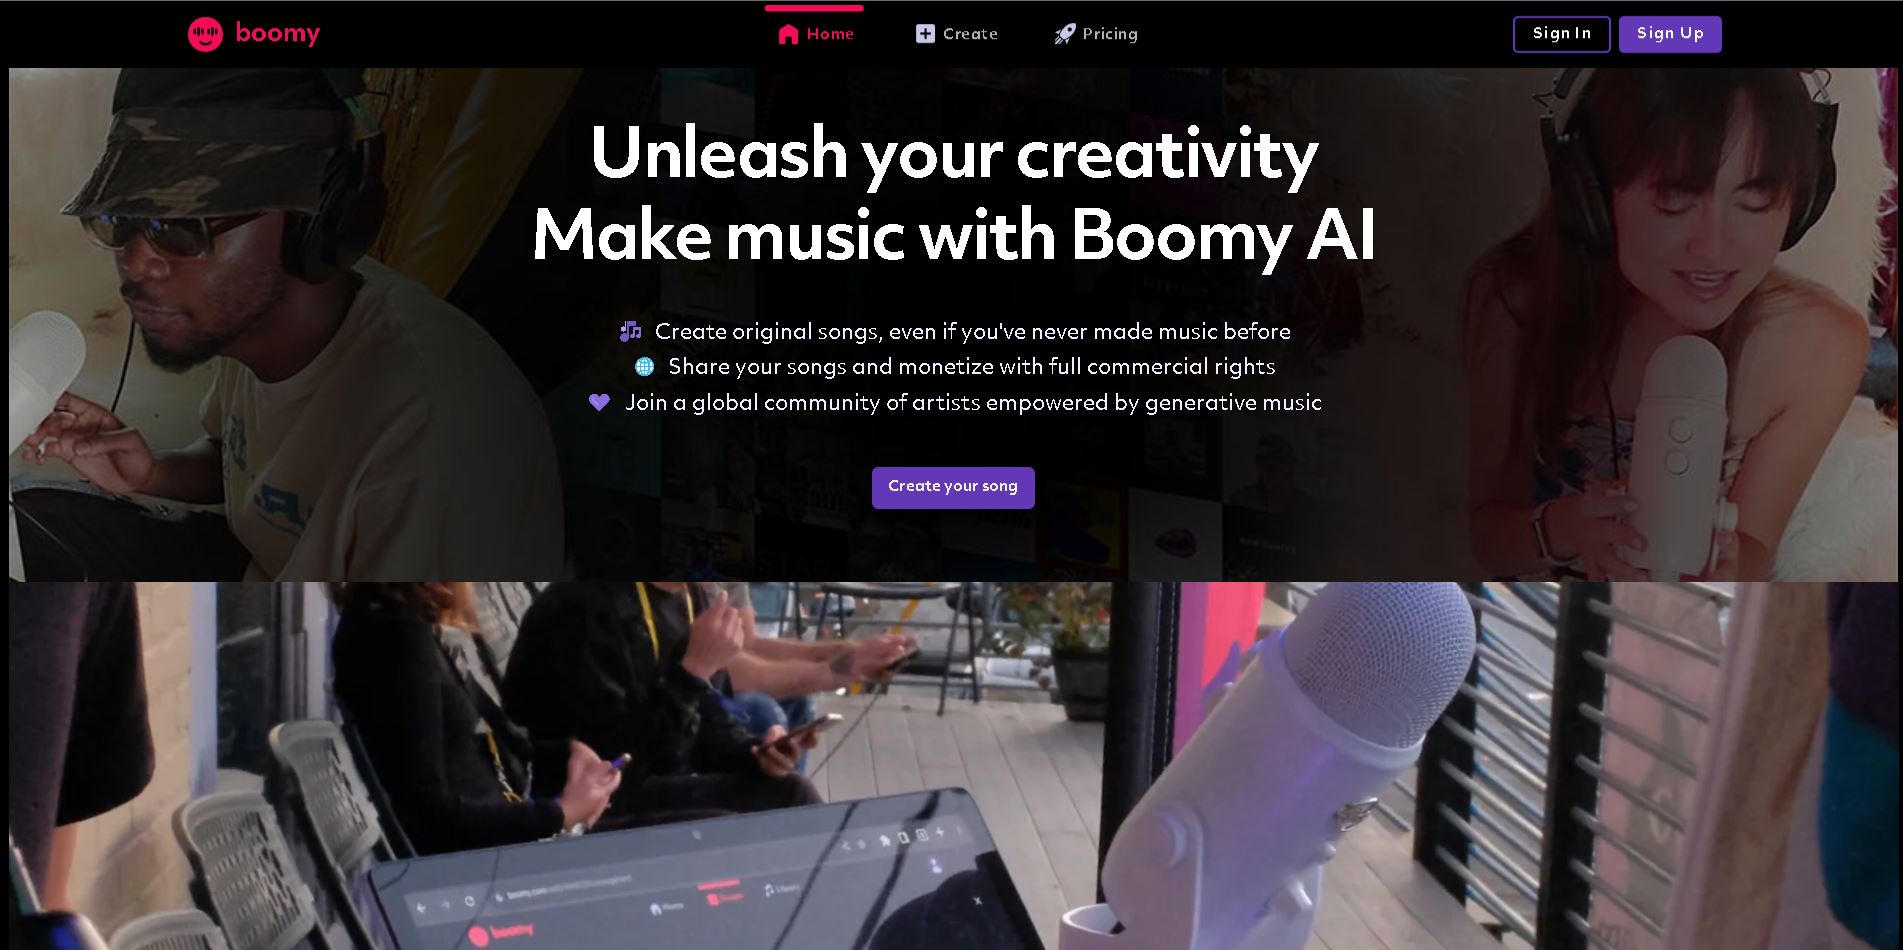 boomy
Home
Create
Pricing
Sign In
Sign Up
Unleash your creativity
Make music with Boomy AI
Create original songs, even if you've never made music before
Share your songs and monetize with full commercial rights
Join a global community of artists empowered by generative music
Create your song
boomy